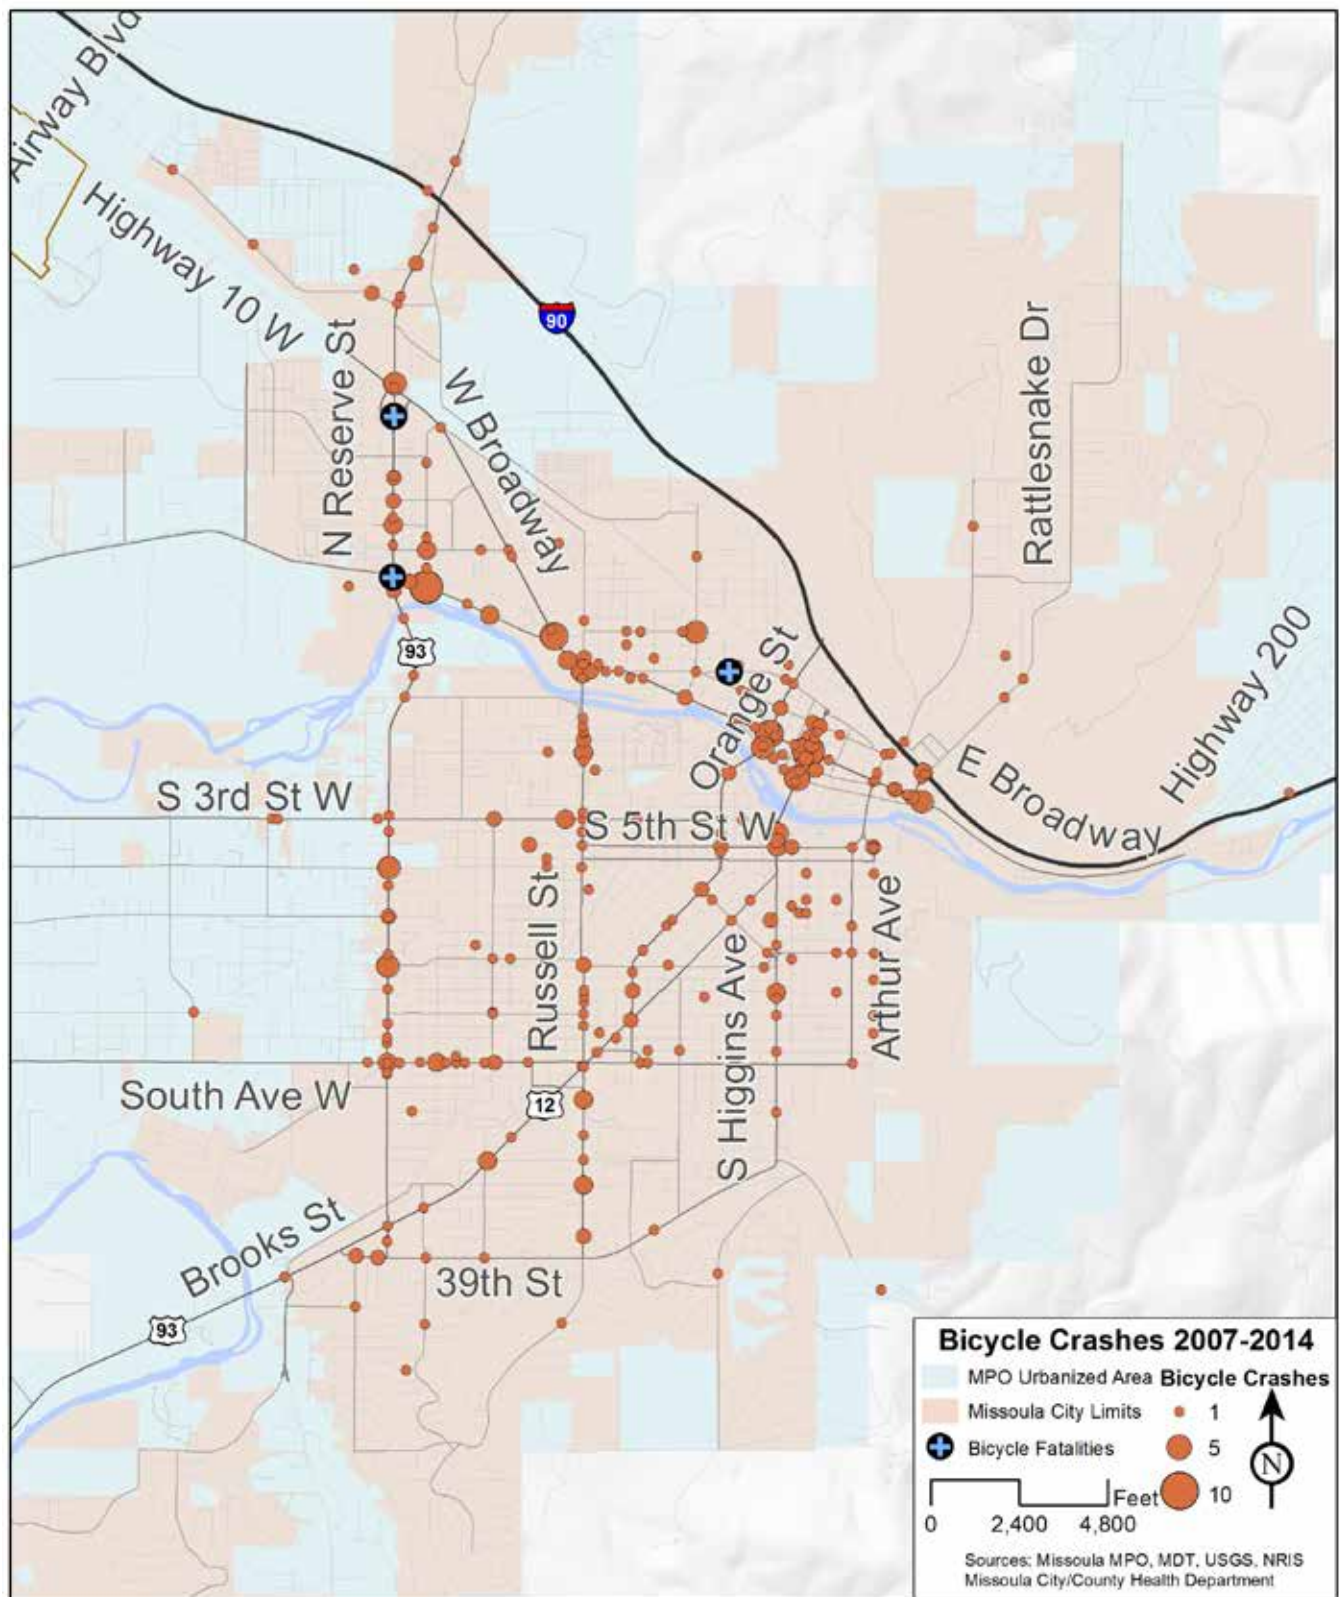 Airway Blvd
Highway 10 W
90
N Reserve St
W Broadway
Rattlesnake Dr
93
Orange St
Highway 200
E Broadway
S 3rd St W
S 5th St W
Russell St
S Higgins Ave
Arthur Ave
South Ave W
12
Brooks St
39th St
93
Bicycle Crashes 2007-2014
MPO Urbanized Area
Missoula City Limits
Bicycle Fatalities
Bicycle Crashes
1
5
10
N
Feet
0 2,400 4,800
Sources: Missoula MPO, MDT, USGS, NRIS
Missoula City/County Health Department